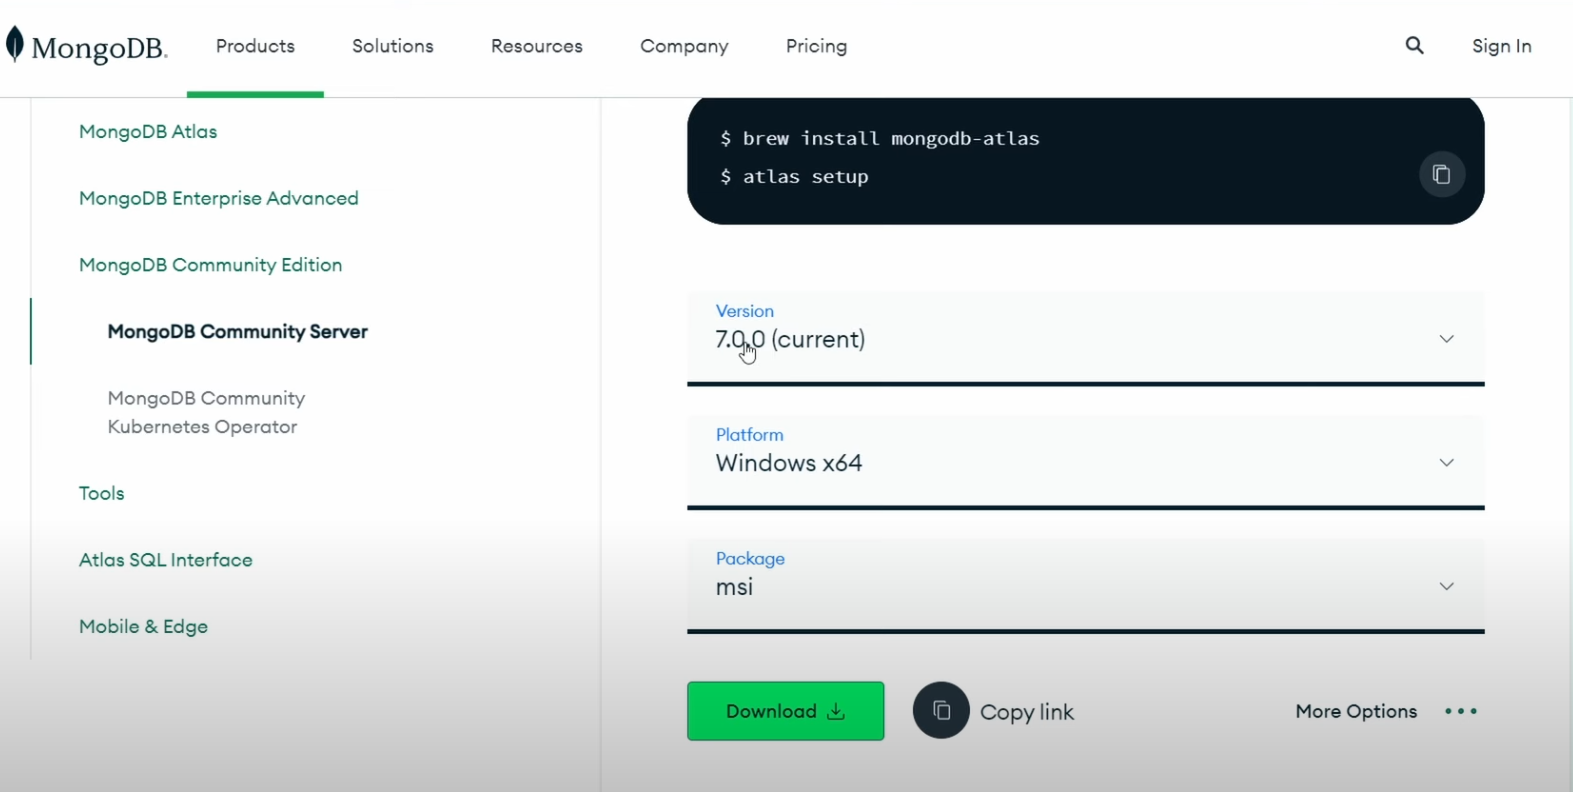 MongoDB.
Products
Solutions
Resources
Company
Pricing
Sign In
MongoDB Atlas
MongoDB Enterprise Advanced
MongoDB Community Edition
MongoDB Community Server
MongoDB Community
Kubernetes Operator
Tools
Atlas SQL Interface
Mobile & Edge
$ brew install mongodb-atlas
$ atlas setup
Version
7.0.0 (current)
Platform
Windows x64
Package
msi
Download
Copy link
More Options